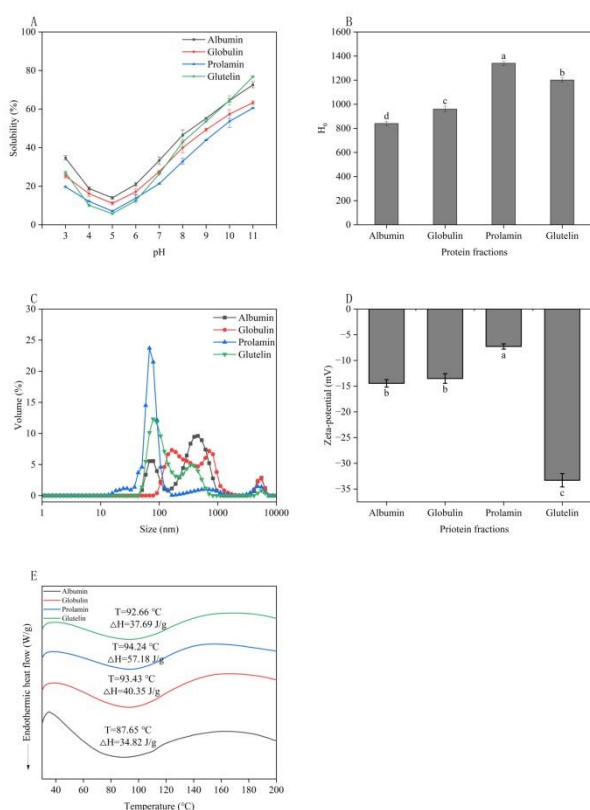 A
Albumin
Globulin
Prolamin
Glutelin
100
80
60
40
20
0
Solubility (%)
3 4 5 6 7 8 9 10 11
pH
B
1400
1200
1000
800
600
400
200
0
H0
d
c
a
b
Albumin Globulin Prolamin Glutelin
Protein fractions
C
Albumin
Globulin
Prolamin
Glutelin
30
25
20
15
10
5
0
Volume (%)
1 10 100 1000 10000
Size (nm)
D
0
−5
−10
−15
−20
−25
−30
−35
Zeta-potential (mV)
b
b
a
c
Albumin Globulin Prolamin Glutelin
Priotein fractions
E
Albumin
Globulin
Prolamin
Glutelin
T=92.66 °C
△H=37.69 J/g
T=94.24 °C
△H=57.18 J/g
T=93.43 °C
△H=40.35 J/g
T=87.65 °C
△H=34.82 J/g
Endothermic heat flow (W/g)
40 60 80 100 120 140 160 180 200
Temperature (°C)